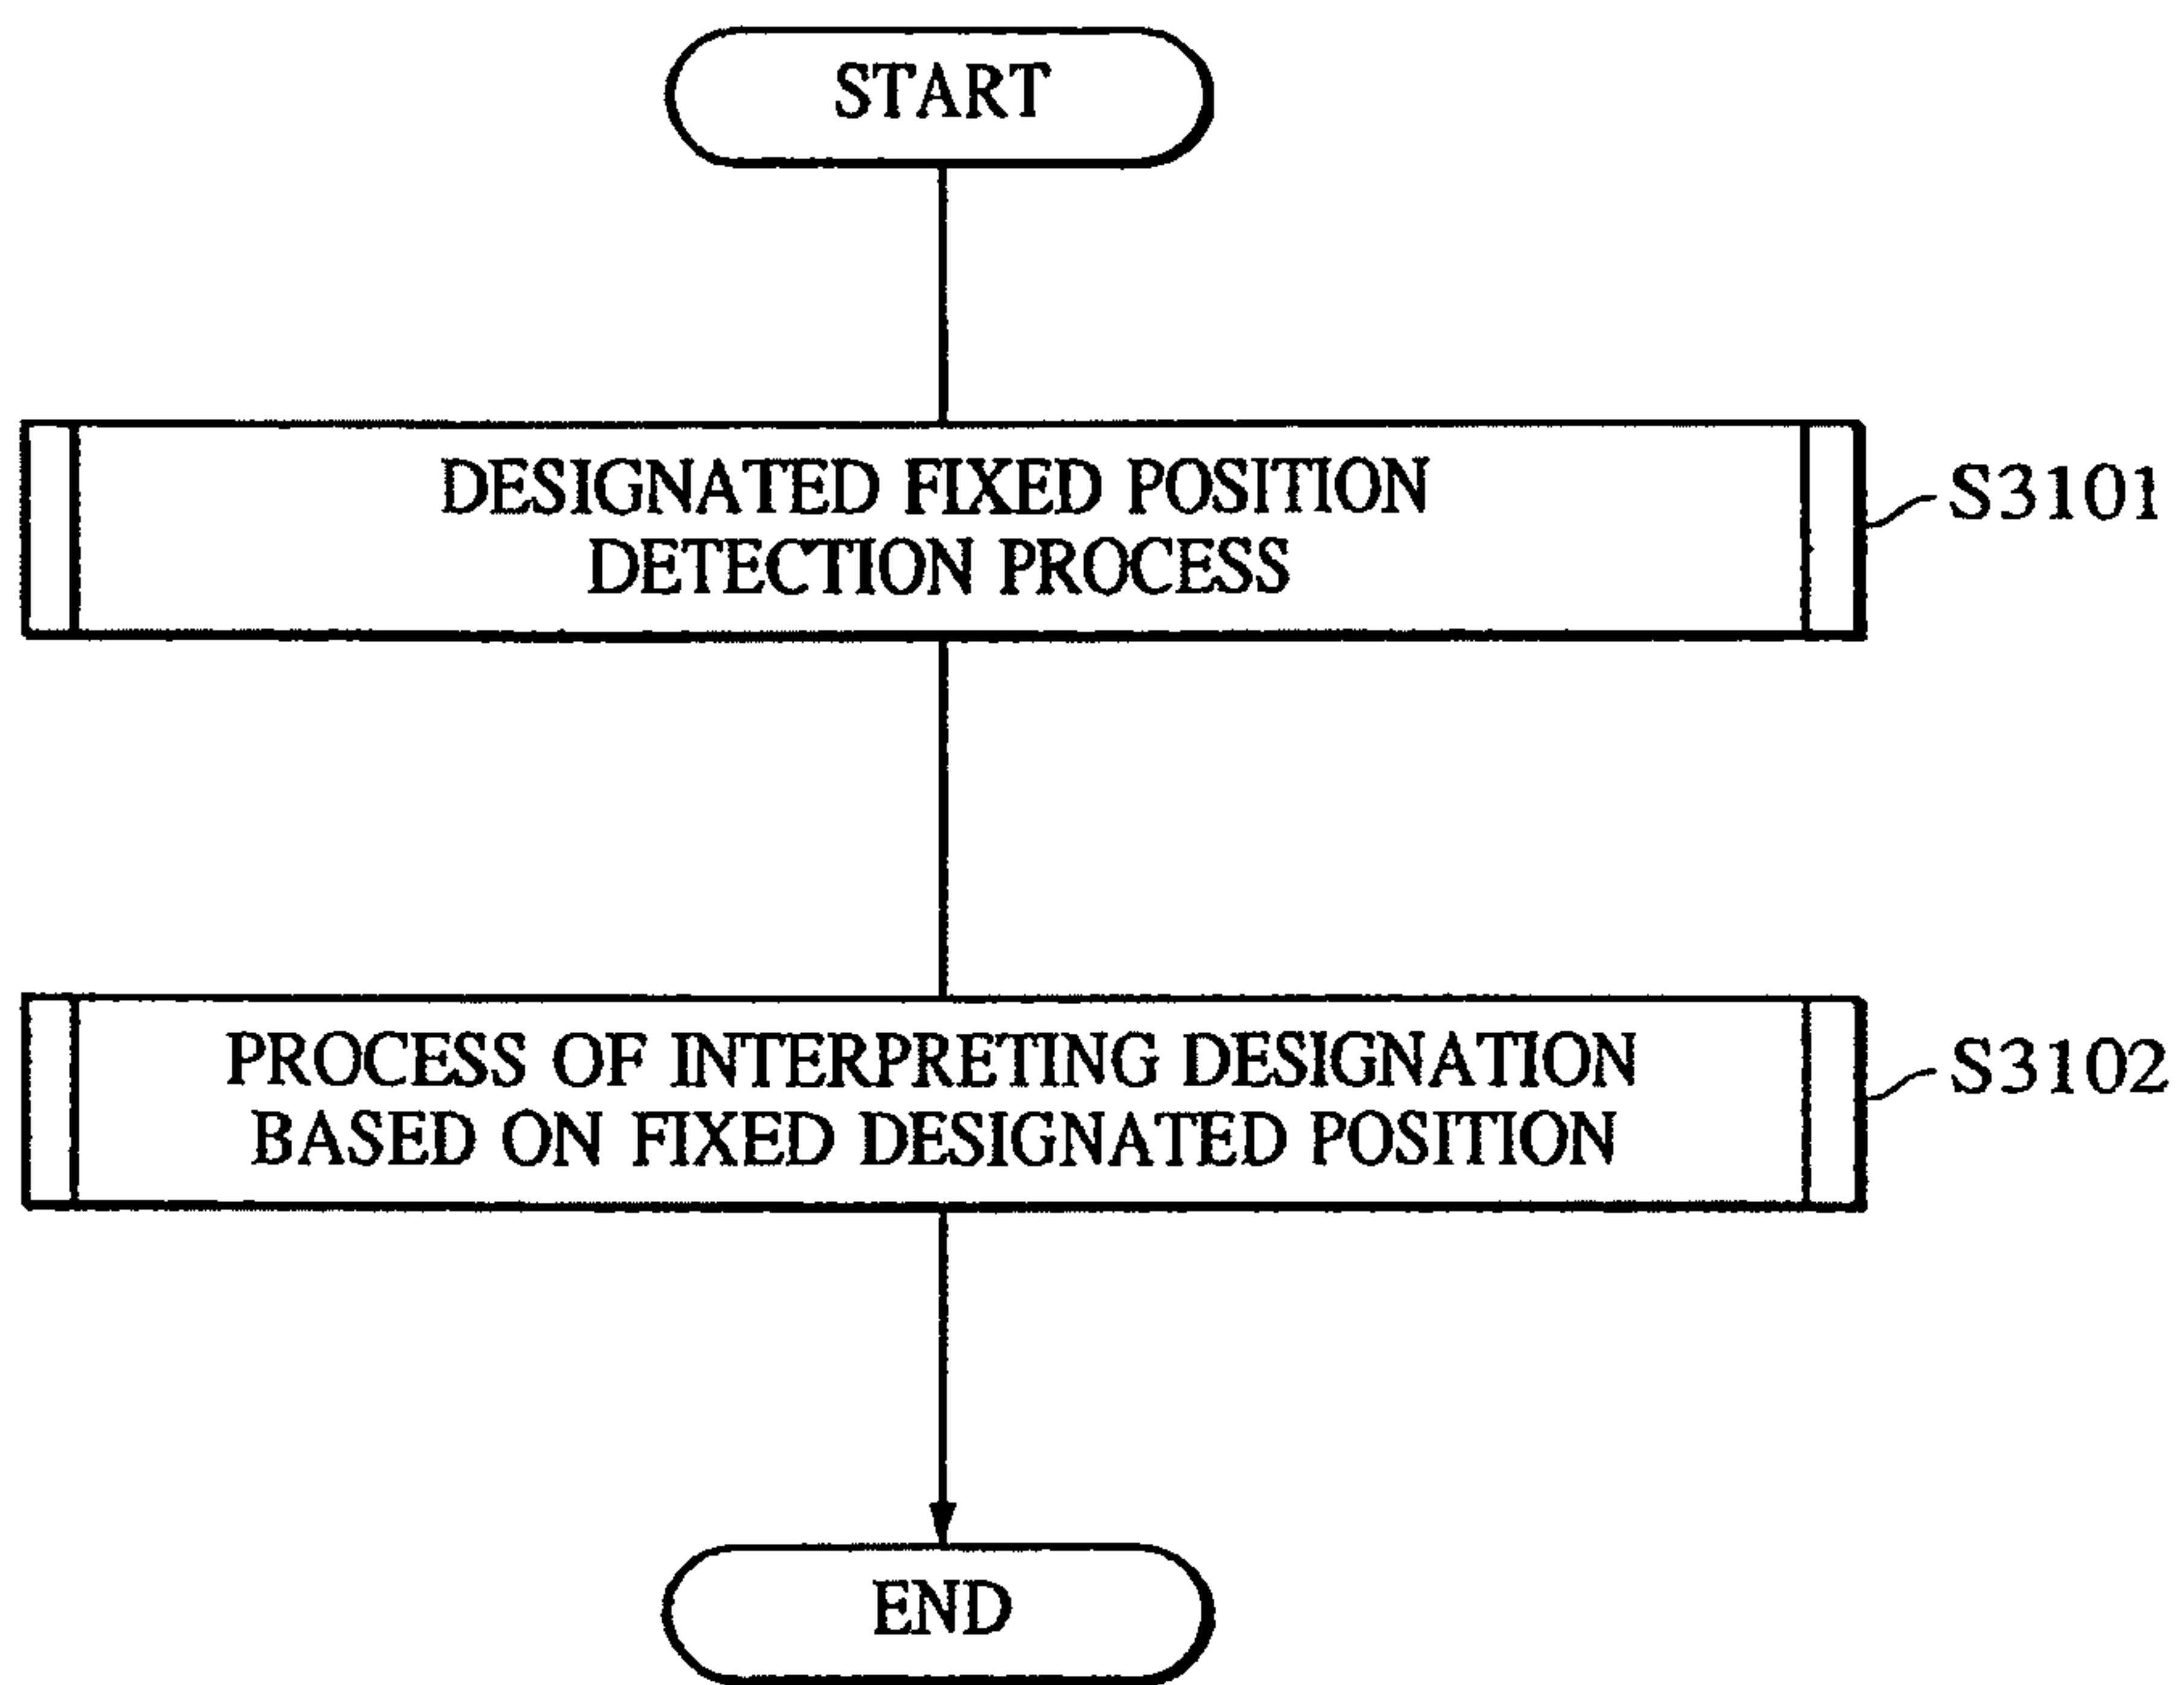 START
DESIGNATED FIXED POSITION
DETECTION PROCESS
S3101
PROCESS OF INTERPRETING DESIGNATION
BASED ON FIXED DESIGNATED POSITION
S3102
END